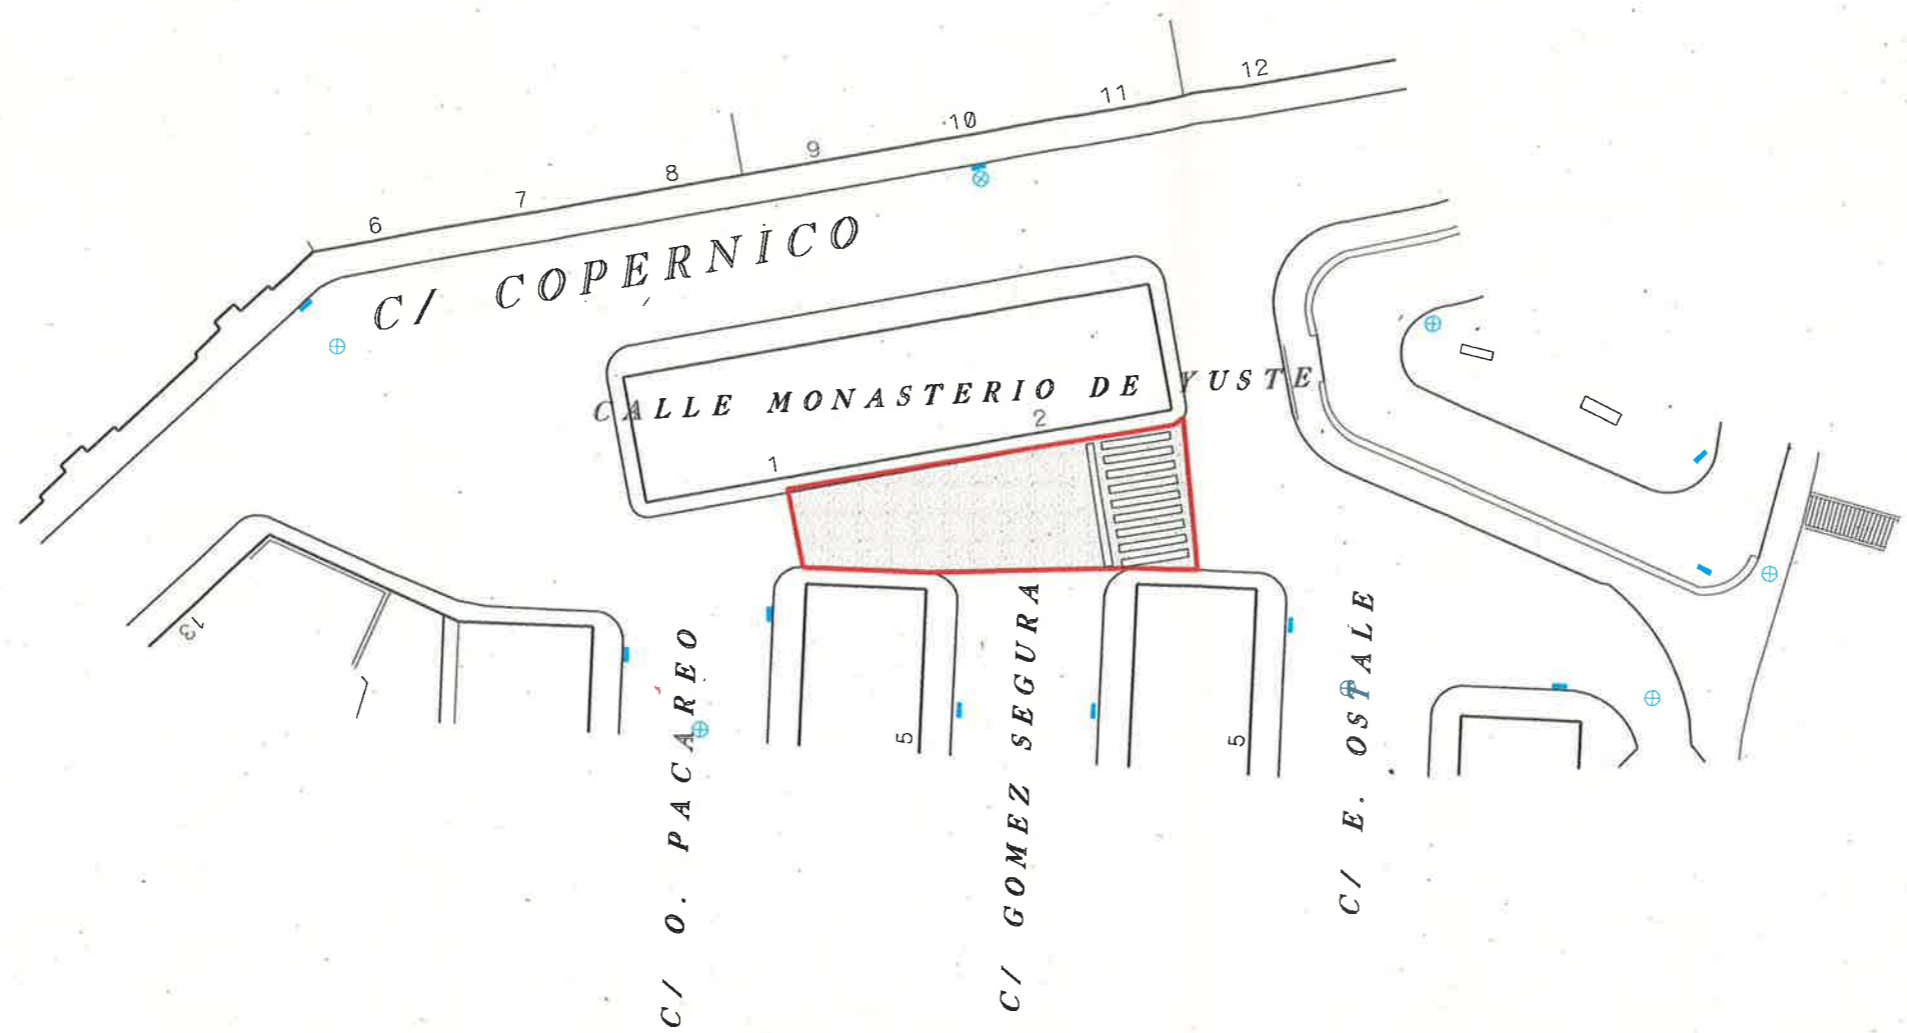 12
11
10
9
8
7
6
C/ COPERNICO
CALLE MONASTERIO DE YUSTE
2
1
13
C/ O. PACAREO
5
C/ GOMEZ SEGURA
5
C/ E. OSTALE